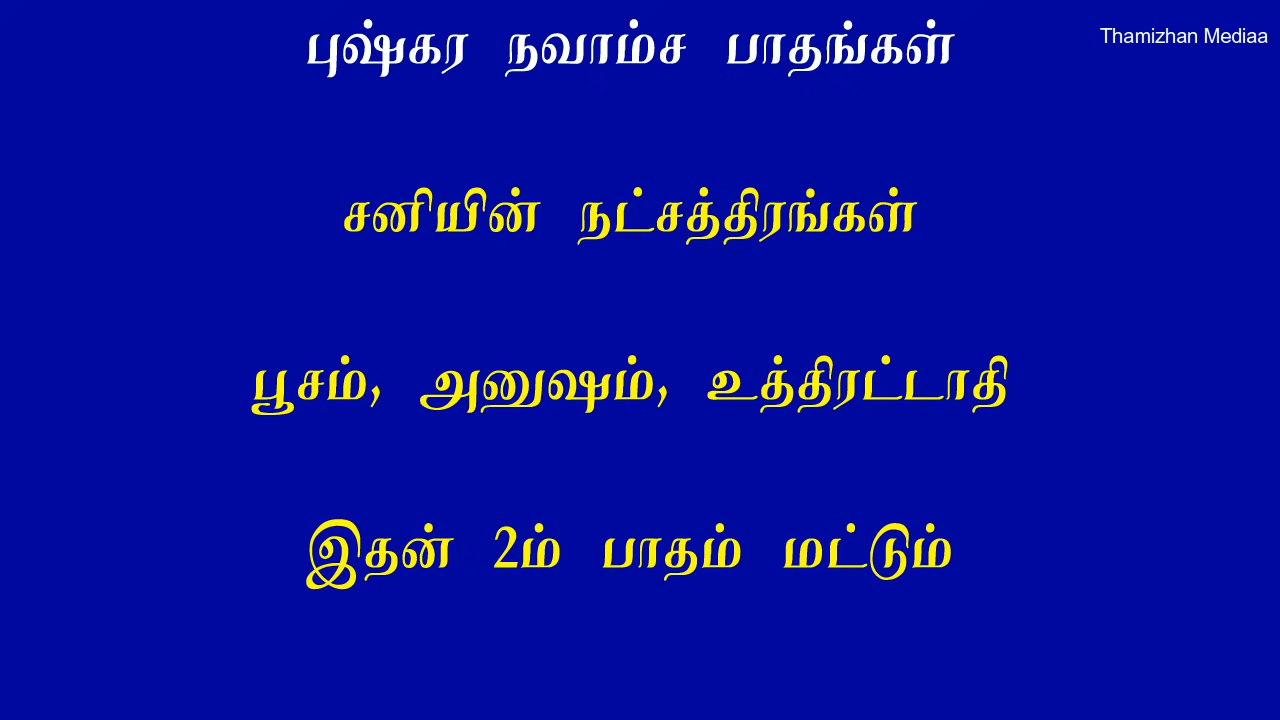 புஷ்கர நவாம்ச பாதங்கள்
Thamizhan Mediaa
சனியின் நட்சத்திரங்கள்
பூசம், அனுஷம், உத்திரட்டாதி
இதன் 2ம் பாதம் மட்டும்